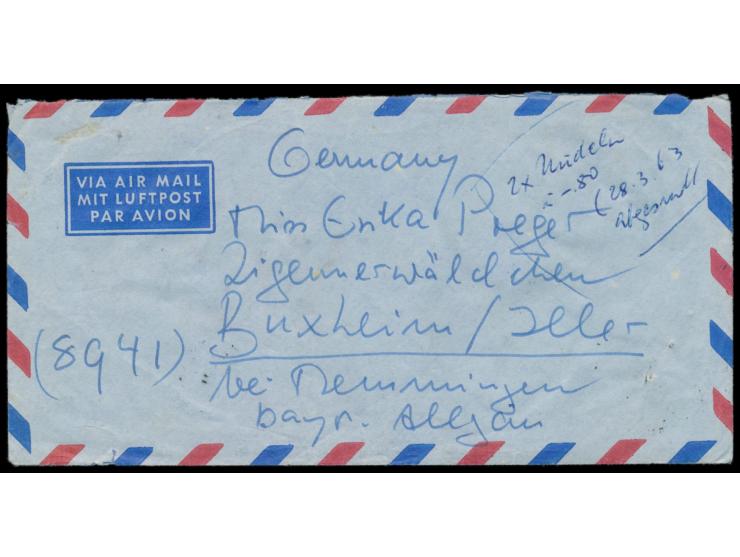 VIA AIR MAIL
MIT LUFTPOST
PAR AVION
Germany
2x Nudeln
à -.80
(28.3.63
abgesandt
Miss Erika Preger
Zigeunerwäldchen
Buxheim/Iller
(8941)
bei Memmingen
bayr. Allgäu